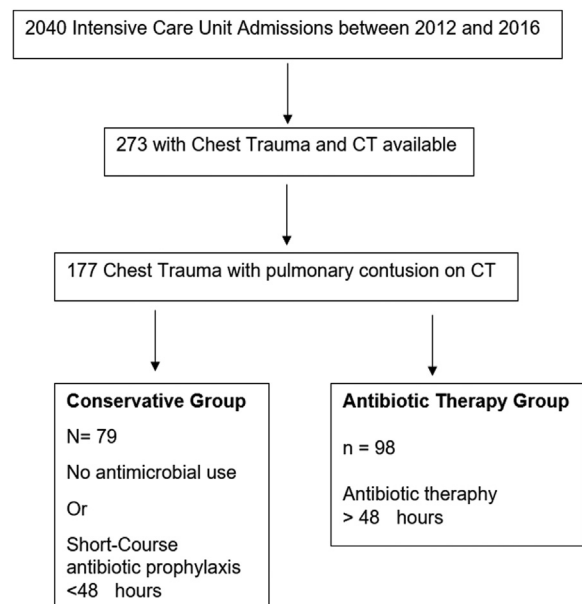 2040 Intensive Care Unit Admissions between 2012 and 2016
273 with Chest Trauma and CT available
177 Chest Trauma with pulmonary contusion on CT
Conservative Group
N= 79
No antimicrobial use
Or
Short-Course
antibiotic prophylaxis
<48 hours
Antibiotic Therapy Group
n = 98
Antibiotic theraphy
> 48 hours